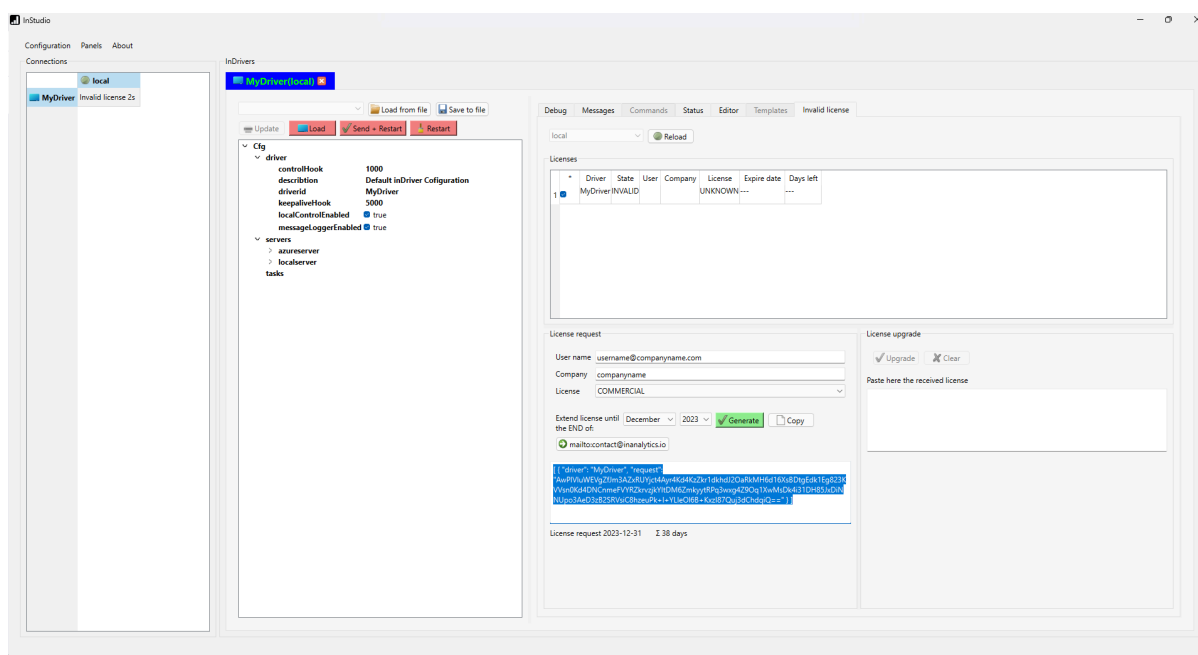 InStudio
Configuration Panels About
Connections
local
MyDriver Invalid license 2s
InDrivers
MyDriver(local)
Load from file Save to file
Update Load Send + Restart Restart
Cfg
driver
controlHook 1000
describtion Default inDriver Cofiguration
driverid MyDriver
keepaliveHook 5000
localControlEnabled true
messageLoggerEnabled true
servers
azureserver
localserver
tasks
Debug Messages Commands Status Editor Templates Invalid license
local Reload
Licenses
* Driver State User Company License Expire date Days left
1 MyDriver INVALID UNKNOWN --- ---
License request
User name username@companyname.com
Company companyname
License COMMERCIAL
Extend license until December 2023 Generate Copy
the END of:
mailto:contact@inanalytics.io
[ { "driver": "MyDriver", "request":
License request 2023-12-31 Σ 38 days
License upgrade
Upgrade Clear
Paste here the received license